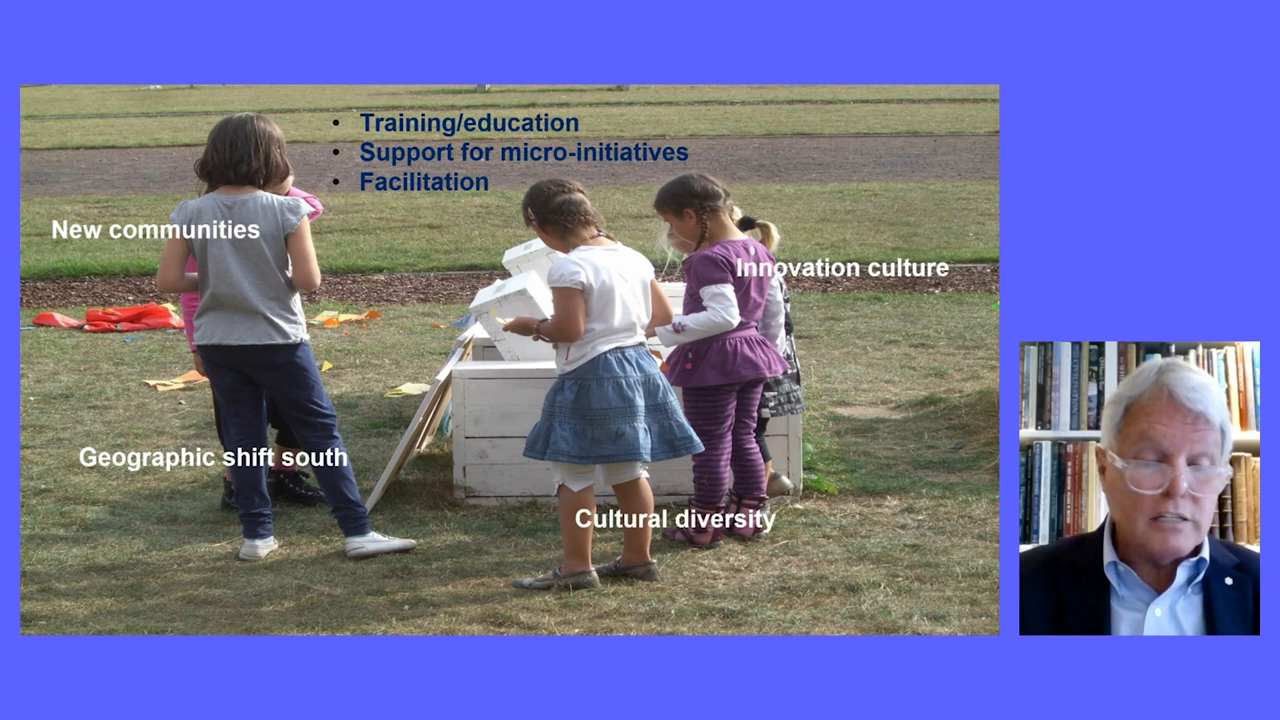 • Training/education
• Support for micro-initiatives
• Facilitation
New communities
Innovation culture
Geographic shift south
Cultural diversity